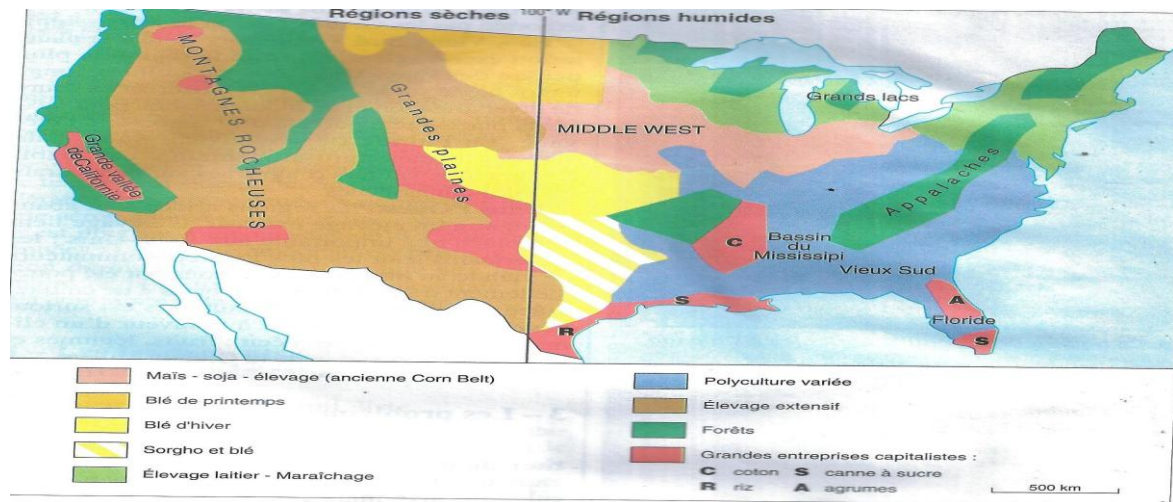 Régions sèches 100° W Régions humides
MONTAGNES ROCHEUSES
Grandes plaines
Grands lacs
MIDDLE WEST
Grande vallée
deCalifornie
Appalaches
C
Bassin
du
Mississipi
Vieux Sud
S
R
A
Floride
S
Maïs - soja - élevage (ancienne Corn Belt)
Blé de printemps
Blé d'hiver
Sorgho et blé
Élevage laitier - Maraîchage
Polyculture variée
Élevage extensif
Forêts
Grandes entreprises capitalistes :
C coton S canne à sucre
R riz A agrumes
500 km